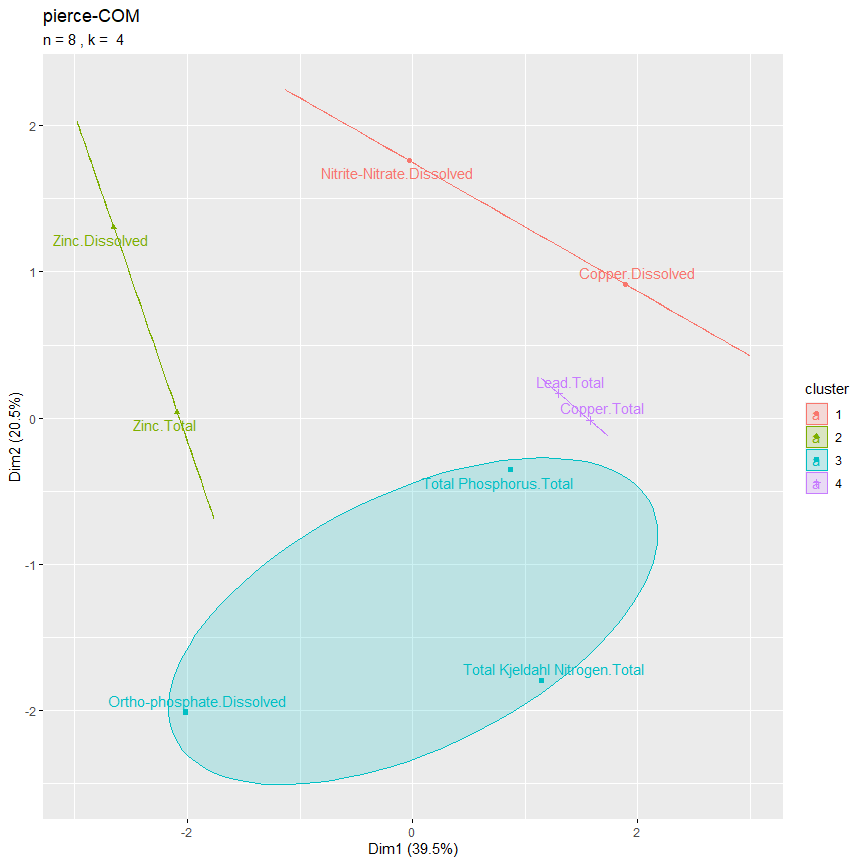 pierce-COM
n = 8 , k =  4
2
1
0
-1
-2
Dim2 (20.5%)
Nitrite-Nitrate.Dissolved
Zinc.Dissolved
Copper.Dissolved
Lead.Total
Copper.Total
Zinc.Total
Total Phosphorus.Total
Total Kjeldahl Nitrogen.Total
Ortho-phosphate.Dissolved
-2
0
2
Dim1 (39.5%)
cluster
a 1
a 2
a 3
a 4